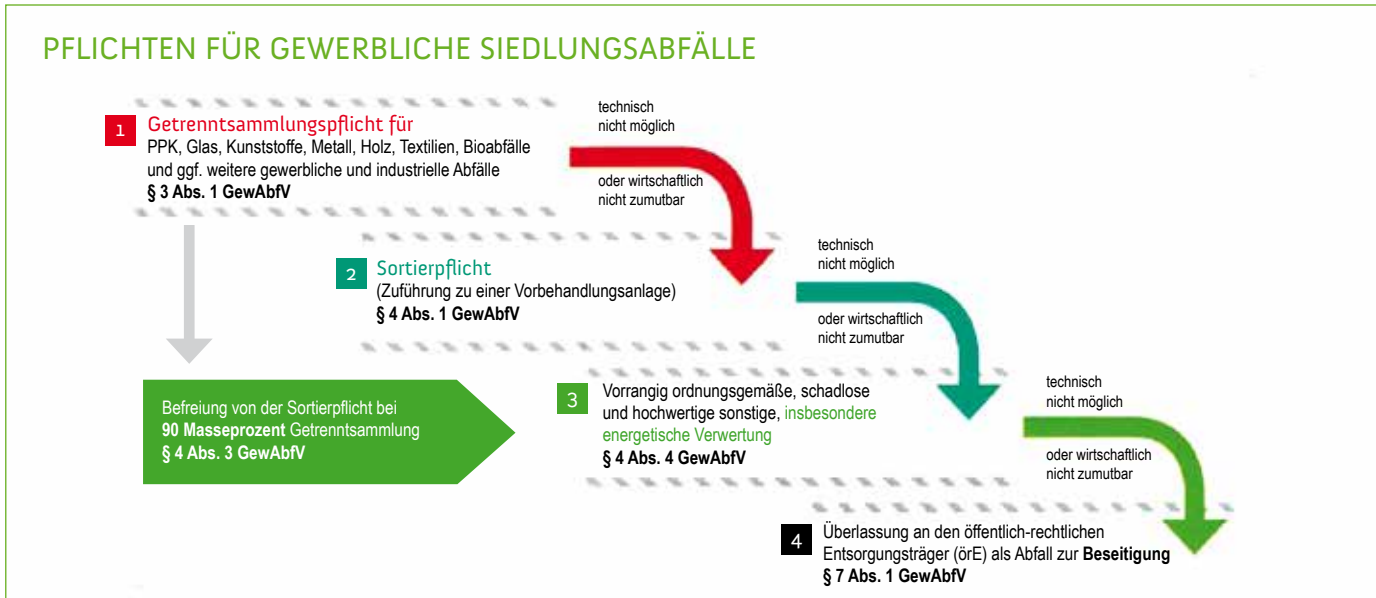 PFLICHTEN FÜR GEWERBLICHE SIEDLUNGSABFÄLLE
1 Getrenntsammlungspflicht für
PPK, Glas, Kunststoffe, Metall, Holz, Textilien, Bioabfälle
und ggf. weitere gewerbliche und industrielle Abfälle
§ 3 Abs. 1 GewAbfV
technisch
nicht möglich
oder wirtschaftlich
nicht zumutbar
2 Sortierpflicht
(Zuführung zu einer Vorbehandlungsanlage)
§ 4 Abs. 1 GewAbfV
technisch
nicht möglich
oder wirtschaftlich
nicht zumutbar
Befreiung von der Sortierpflicht bei
90 Masseprozent Getrenntsammlung
§ 4 Abs. 3 GewAbfV
3 Vorrangig ordnungsgemäße, schadlose
und hochwertige sonstige, insbesondere
energetische Verwertung
§ 4 Abs. 4 GewAbfV
technisch
nicht möglich
oder wirtschaftlich
nicht zumutbar
4 Überlassung an den öffentlich-rechtlichen
Entsorgungsträger (örE) als Abfall zur Beseitigung
§ 7 Abs. 1 GewAbfV